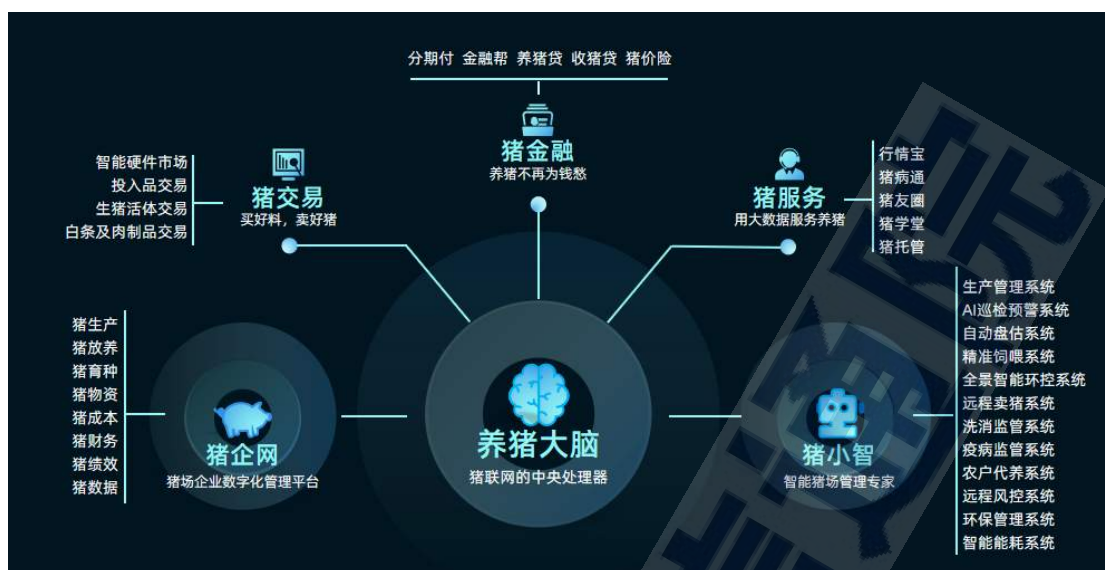 分期付 金融帮 养猪贷 收猪贷 猪价险
猪金融
养猪不再为钱愁
智能硬件市场
投入品交易
生猪活体交易
白条及肉制品交易
猪交易
买好料，卖好猪
猪服务
用大数据服务养猪
行情宝
猪病通
猪友圈
猪学堂
猪托管
猪生产
猪放养
猪育种
猪物资
猪成本
猪财务
猪绩效
猪数据
猪企网
猪场企业数字化管理平台
养猪大脑
猪联网的中央处理器
猪小智
智能猪场管理专家
生产管理系统
AI巡检预警系统
自动盘估系统
精准饲喂系统
全景智能环控系统
远程卖猪系统
洗消监管系统
疫病监管系统
农户代养系统
远程风控系统
环保管理系统
智能能耗系统